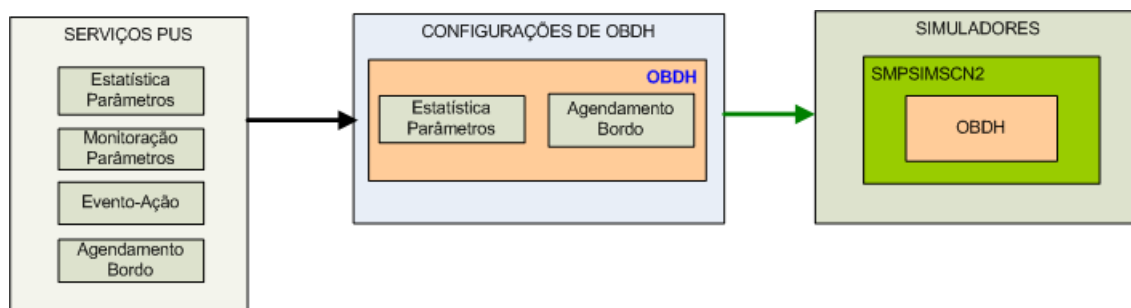 SERVIÇOS PUS
Estatística
Parâmetros
Monitoração
Parâmetros
Evento-Ação
Agendamento
Bordo
CONFIGURAÇÕES DE OBDH
OBDH
Estatística
Parâmetros
Agendamento
Bordo
SIMULADORES
SMPSIMSCN2
OBDH